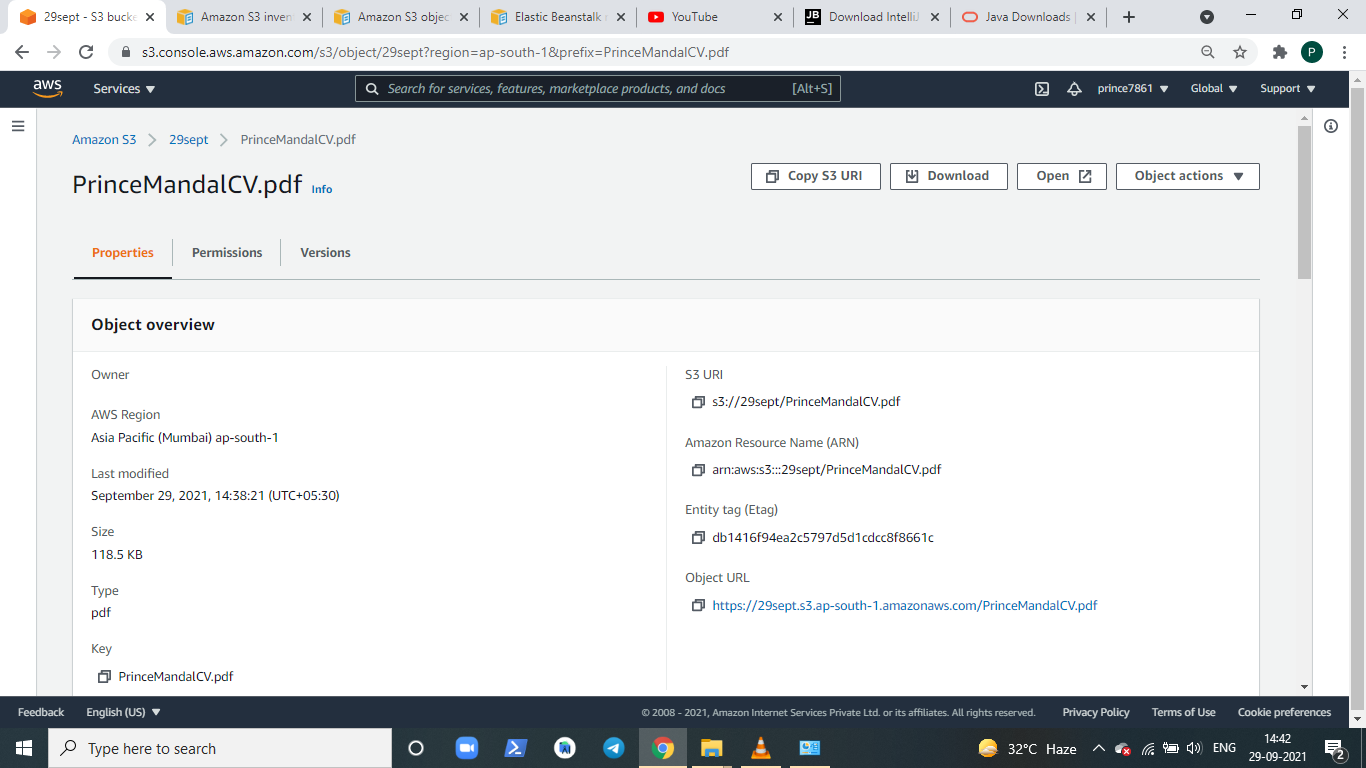 29sept - S3 buck
Amazon S3 inven
Amazon S3 objec
Elastic Beanstalk
YouTube
Download IntelliJ
Java Downloads
s3.console.aws.amazon.com/s3/object/29sept?region=ap-south-1&prefix=PrinceMandalCV.pdf
P
aws
Services
Search for services, features, marketplace products, and docs
[Alt+S]
prince7861
Global
Support
Amazon S3
29sept
PrinceMandalCV.pdf
PrinceMandalCV.pdf
Info
Copy S3 URI
Download
Open
Object actions
Properties
Permissions
Versions
Object overview
Owner
AWS Region
Asia Pacific (Mumbai) ap-south-1
Last modified
September 29, 2021, 14:38:21 (UTC+05:30)
Size
118.5 KB
Type
pdf
Key
PrinceMandalCV.pdf
S3 URI
s3://29sept/PrinceMandalCV.pdf
Amazon Resource Name (ARN)
arn:aws:s3:::29sept/PrinceMandalCV.pdf
Entity tag (Etag)
db1416f94ea2c5797d5d1cdcc8f8661c
Object URL
https://29sept.s3.ap-south-1.amazonaws.com/PrinceMandalCV.pdf
Feedback
English (US)
© 2008 - 2021, Amazon Internet Services Private Ltd. or its affiliates. All rights reserved.
Privacy Policy
Terms of Use
Cookie preferences
Type here to search
32°C Haze
ENG
14:42
29-09-2021
2